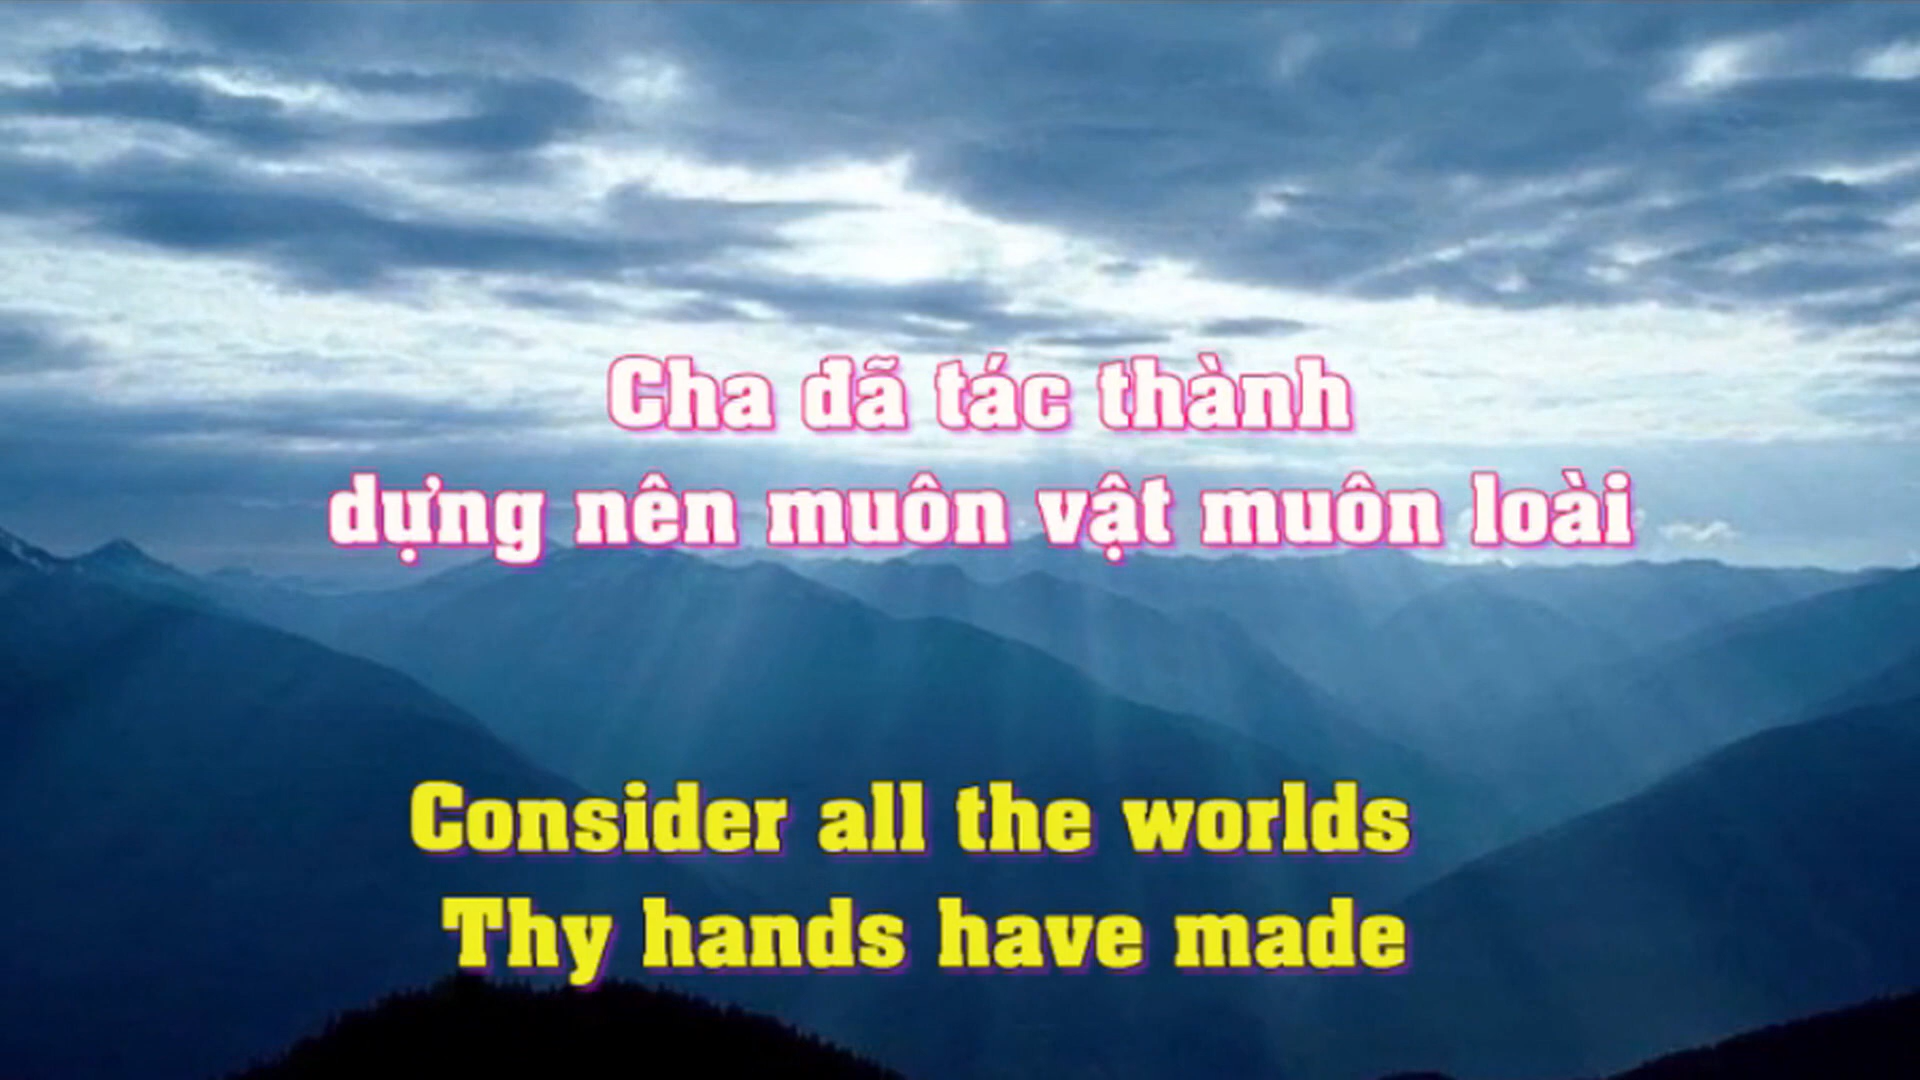 Cha đã tác thành
dựng nên muôn vật muôn loài
Consider all the worlds
Thy hands have made